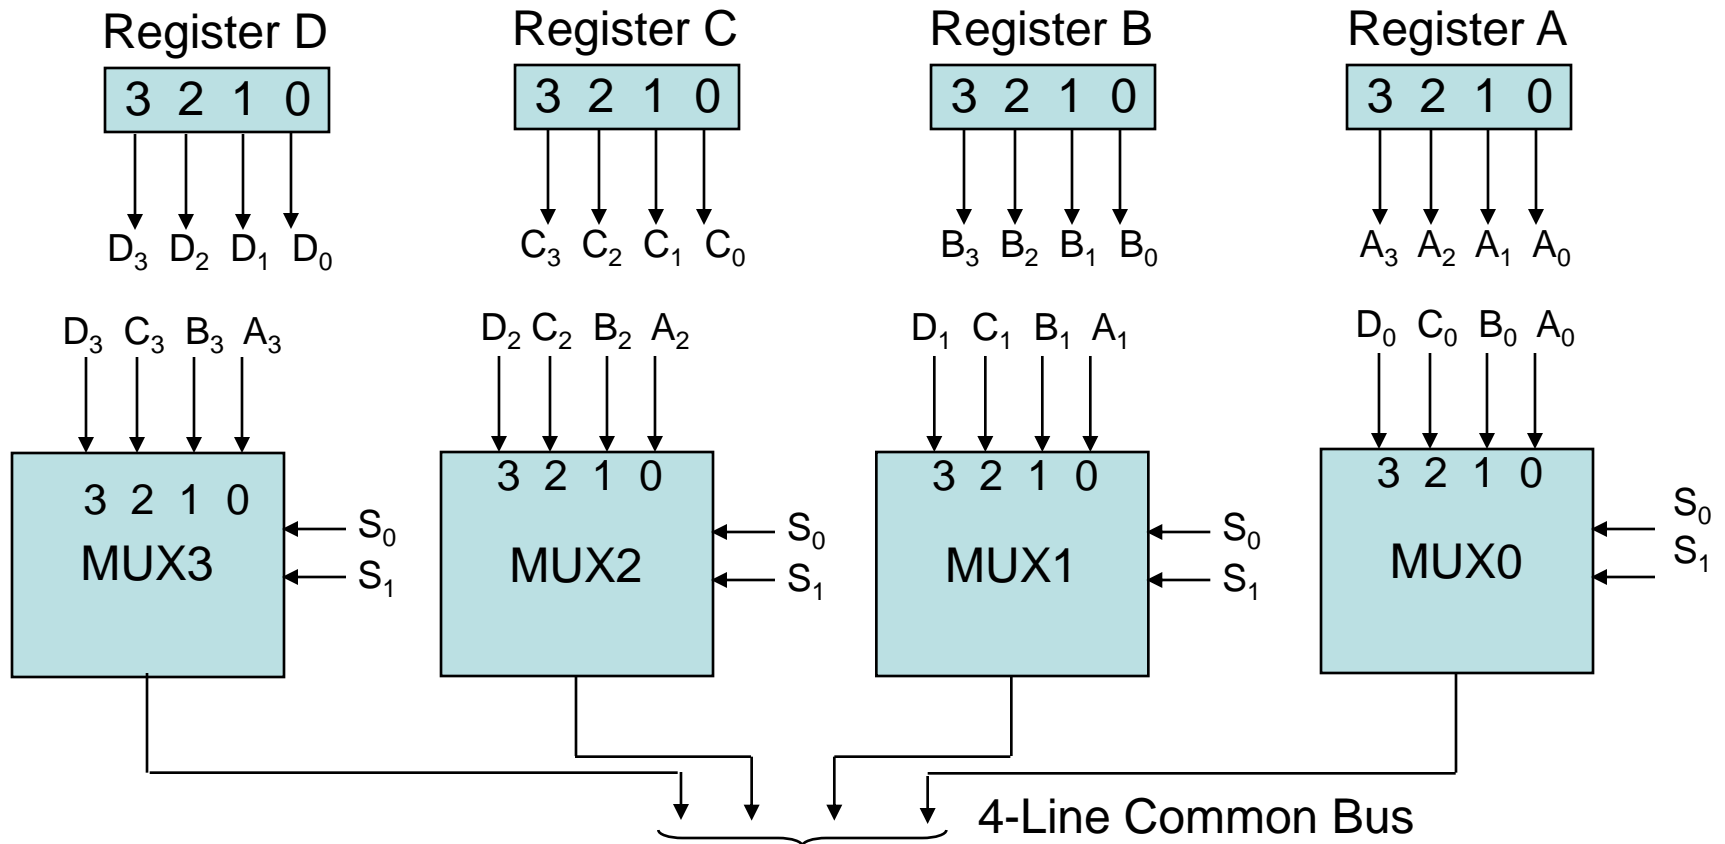 Register D Register C Register B Register A
3 2 1 0 3 2 1 0 3 2 1 0 3 2 1 0
D₃ D₂ D₁ D₀ C₃ C₂ C₁ C₀ B₃ B₂ B₁ B₀ A₃ A₂ A₁ A₀
D₃ C₃ B₃ A₃ D₂ C₂ B₂ A₂ D₁ C₁ B₁ A₁ D₀ C₀ B₀ A₀
3 2 1 0 3 2 1 0 3 2 1 0 3 2 1 0
S₀ S₀ S₀ S₀
MUX3 MUX2 MUX1 MUX0
S₁ S₁ S₁ S₁
4-Line Common Bus